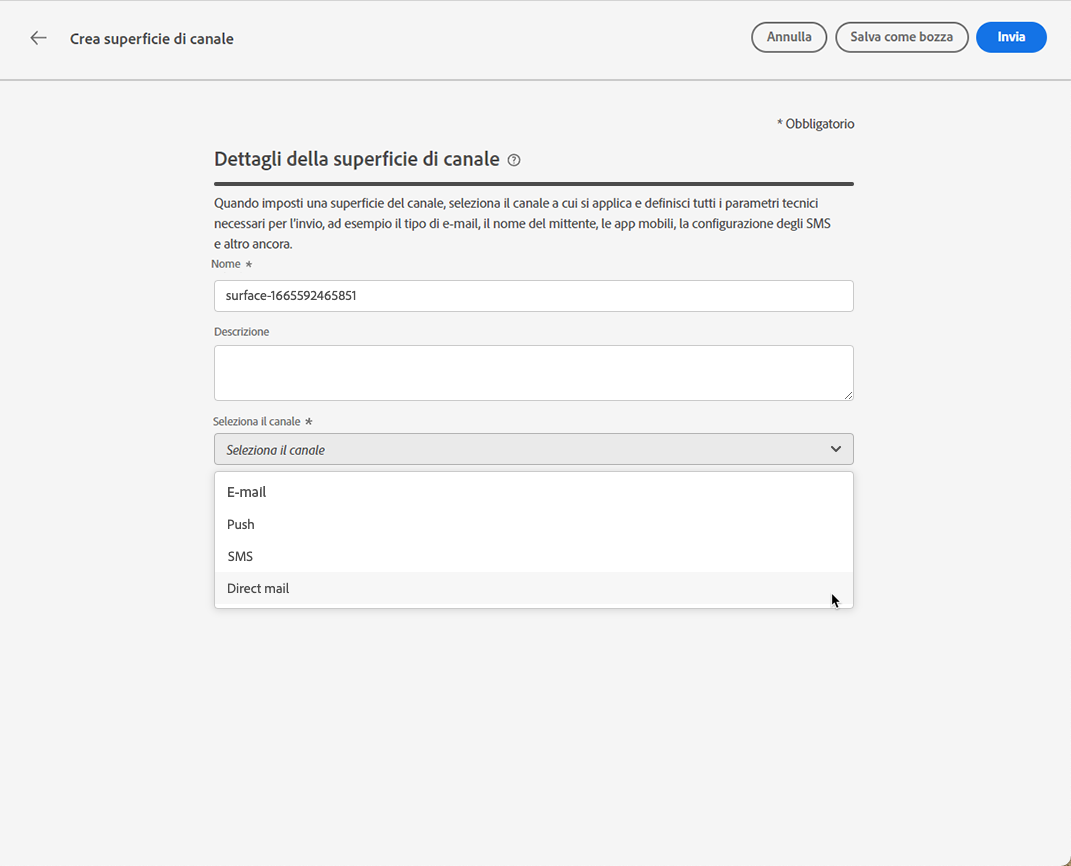 Crea superficie di canale
Annulla
Salva come bozza
Invia
* Obbligatorio
Dettagli della superficie di canale
Quando imposti una superficie del canale, seleziona il canale a cui si applica e definisci tutti i parametri tecnici
necessari per l'invio, ad esempio il tipo di e-mail, il nome del mittente, le app mobili, la configurazione degli SMS
e altro ancora.
Nome *
surface-1665592465851
Descrizione
Seleziona il canale *
Seleziona il canale
E-mail
Push
SMS
Direct mail